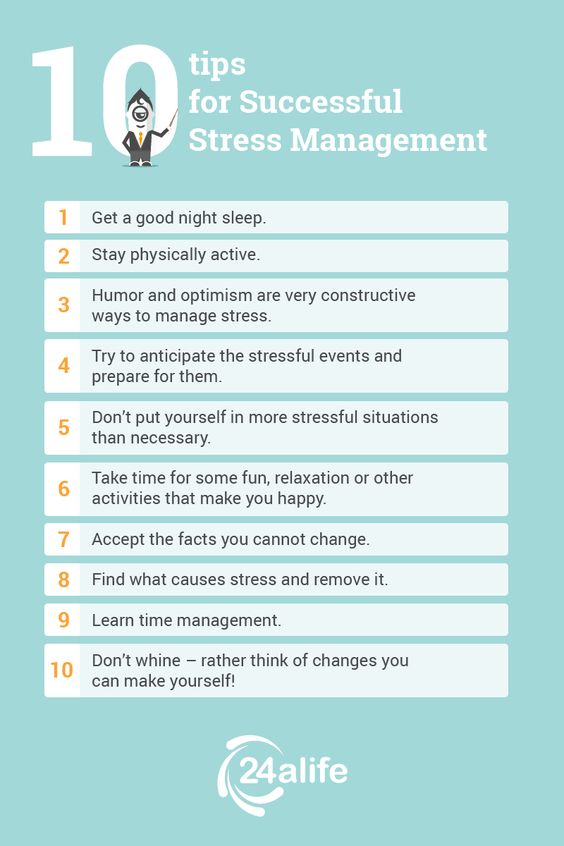 10 tips
for Successful
Stress Management
1 Get a good night sleep.
2 Stay physically active.
3 Humor and optimism are very constructive
ways to manage stress.
4 Try to anticipate the stressful events and
prepare for them.
5 Don’t put yourself in more stressful situations
than necessary.
6 Take time for some fun, relaxation or other
activities that make you happy.
7 Accept the facts you cannot change.
8 Find what causes stress and remove it.
9 Learn time management.
10 Don’t whine – rather think of changes you
can make yourself!
24alife